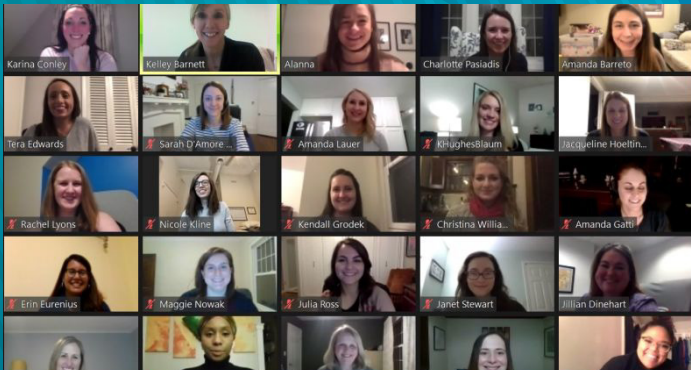 Karina Conley
Kelley Barnett
Alanna
Charlotte Pasiadis
Amanda Barreto
Tera Edwards
Sarah D'Amore ...
Amanda Lauer
KHughesBlaum
Jacqueline Hoeltin...
Rachel Lyons
Nicole Kline
Kendall Grodek
Christina Willia...
Amanda Gatti
Erin Eurenius
Maggie Nowak
Julia Ross
Janet Stewart
Jillian Dinehart